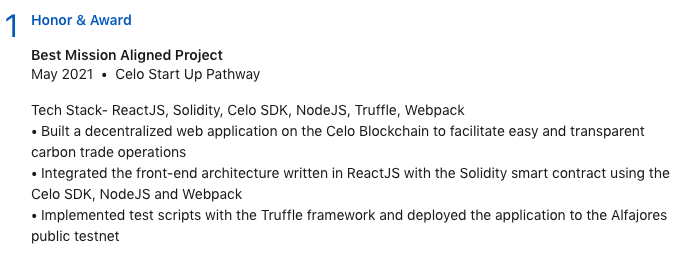 1 Honor & Award
Best Mission Aligned Project
May 2021 • Celo Start Up Pathway
Tech Stack- ReactJS, Solidity, Celo SDK, NodeJS, Truffle, Webpack
• Built a decentralized web application on the Celo Blockchain to facilitate easy and transparent
carbon trade operations
• Integrated the front-end architecture written in ReactJS with the Solidity smart contract using the
Celo SDK, NodeJS and Webpack
• Implemented test scripts with the Truffle framework and deployed the application to the Alfajores
public testnet